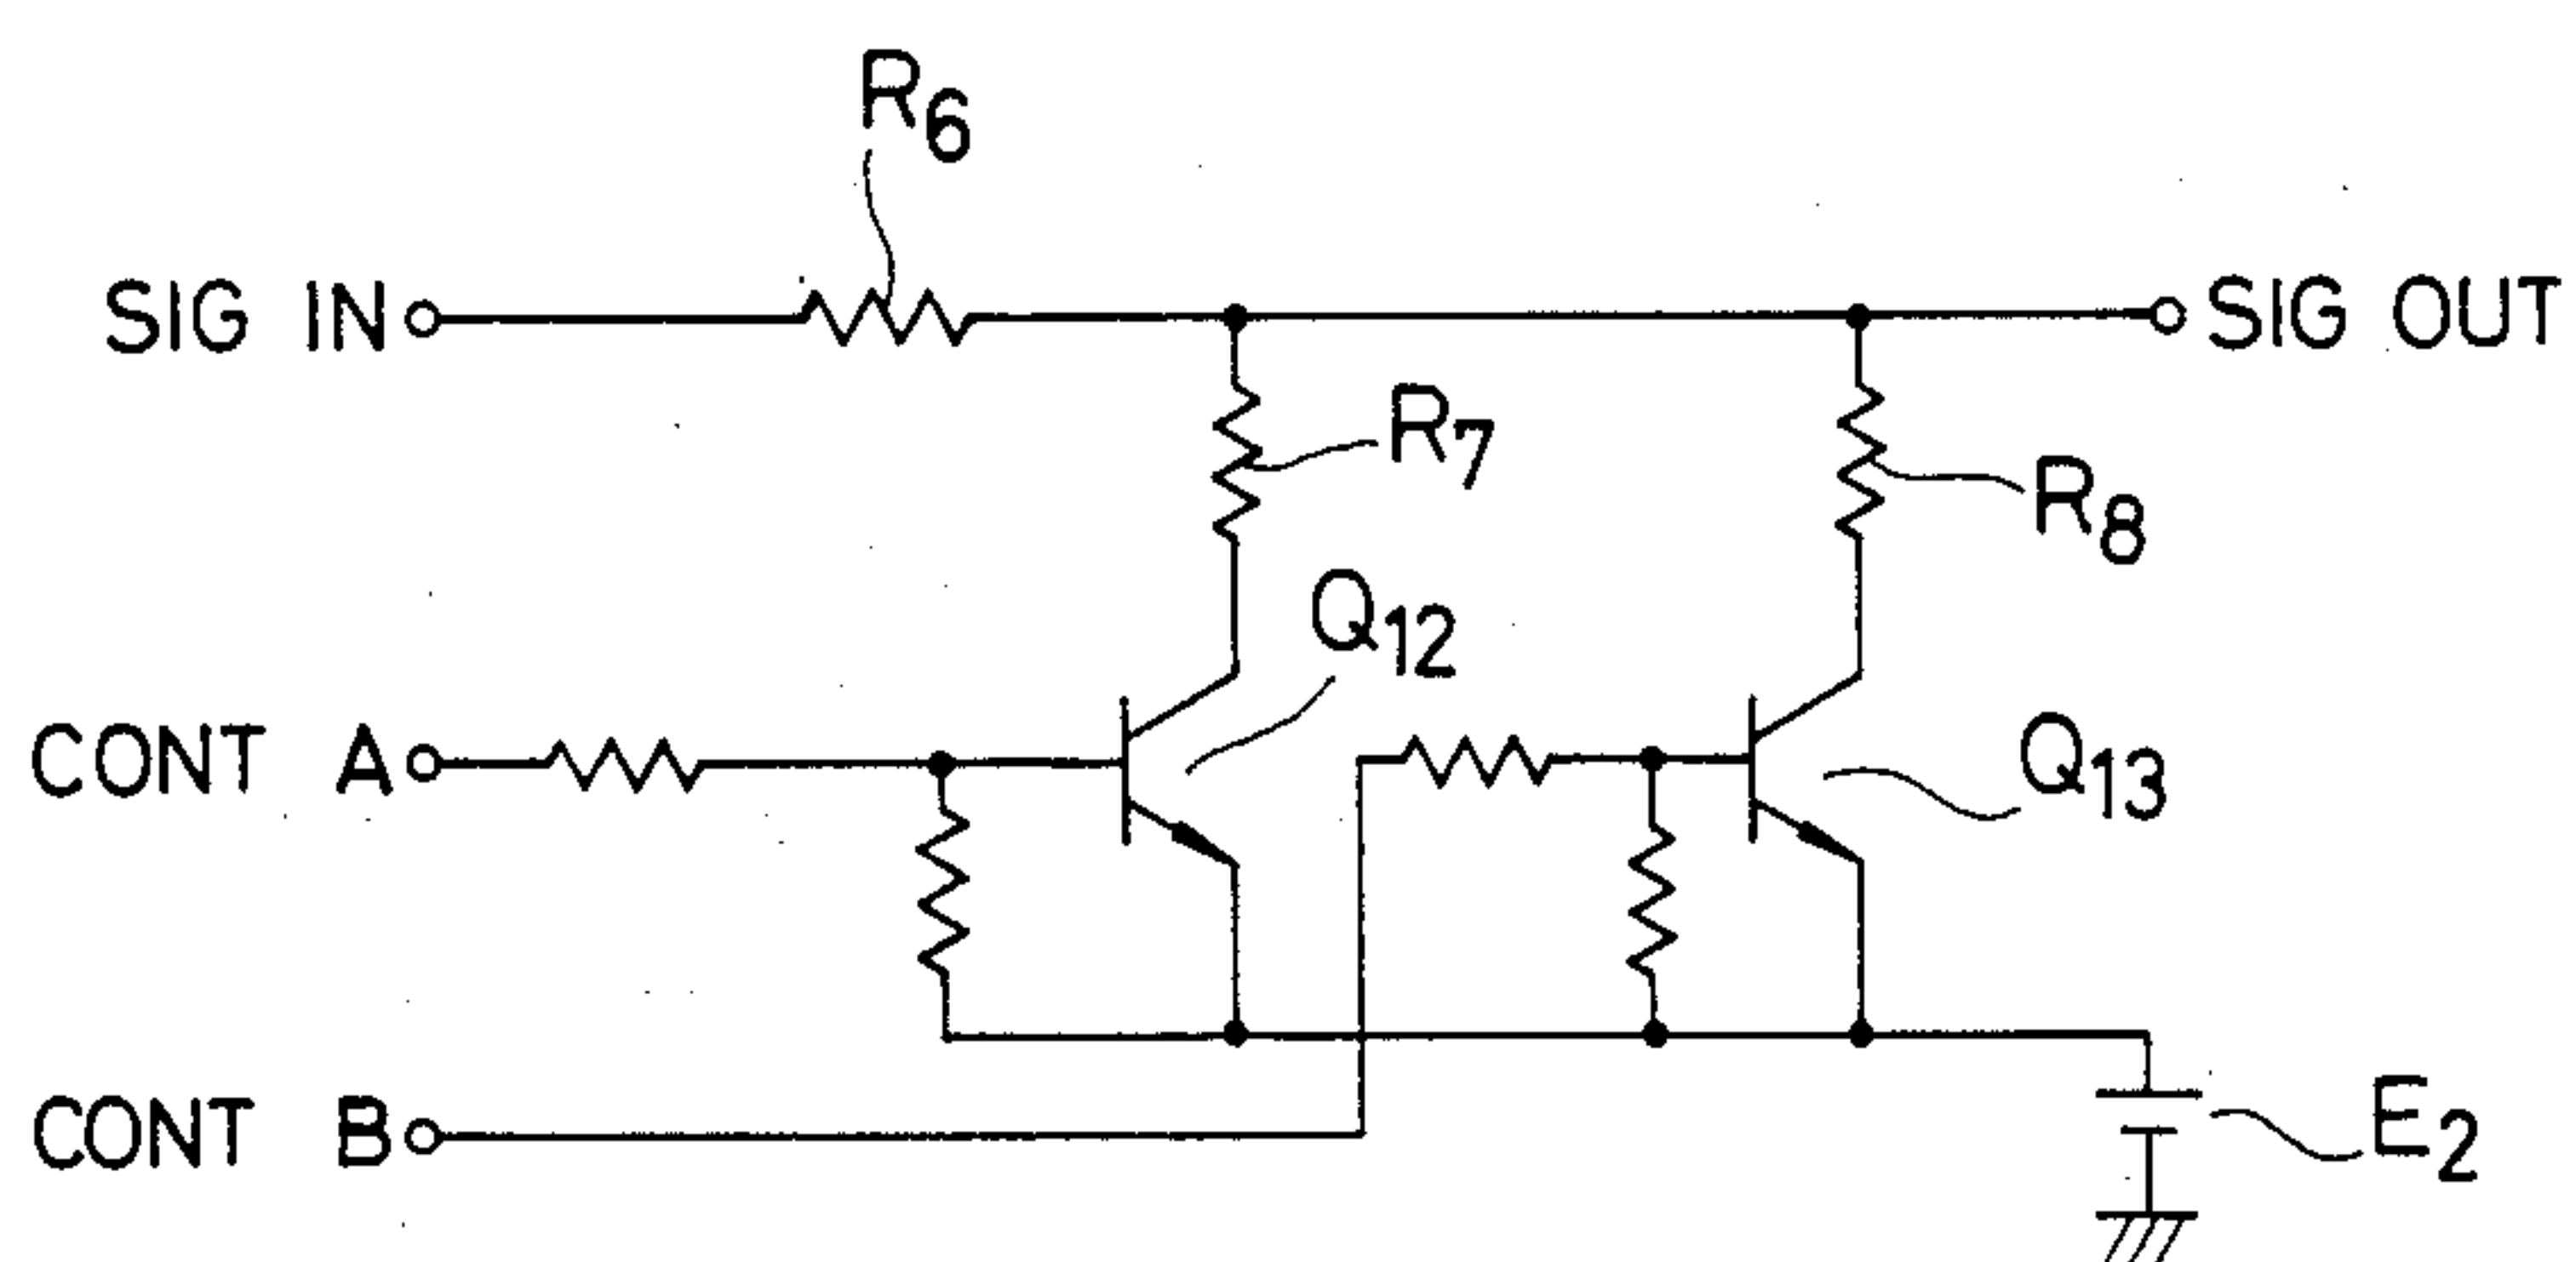 R6
SIG IN
SIG OUT
R7
R8
Q12
CONT A
Q13
CONT B
E2